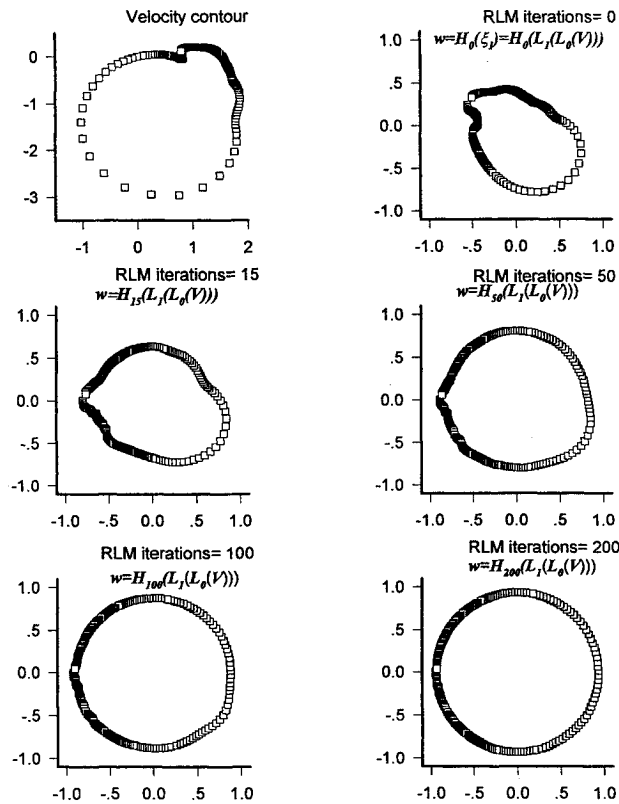 Velocity contour
0
-1
-2
-3
-1 0 1 2
RLM iterations= 0
w=H0(ξ1)=H0(L1(L0(V)))
1.0
.5
0.0
-.5
-1.0
-1.0 -.5 0.0 .5 1.0
RLM iterations= 15
w=H15(L1(L0(V)))
1.0
.5
0.0
-.5
-1.0
-1.0 -.5 0.0 .5 1.0
RLM iterations= 50
w=H50(L1(L0(V)))
1.0
.5
0.0
-.5
-1.0
-1.0 -.5 0.0 .5 1.0
RLM iterations= 100
w=H100(L1(L0(V)))
1.0
.5
0.0
-.5
-1.0
-1.0 -.5 0.0 .5 1.0
RLM iterations= 200
w=H200(L1(L0(V)))
1.0
.5
0.0
-.5
-1.0
-1.0 -.5 0.0 .5 1.0